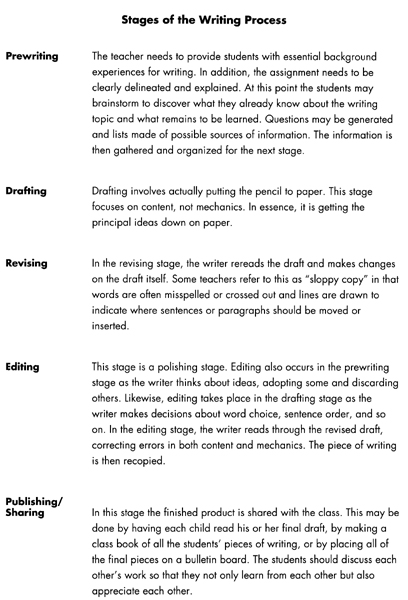 Stages of the Writing Process
Prewriting
The teacher needs to provide students with essential background
experiences for writing. In addition, the assignment needs to be
clearly delineated and explained. At this point the students may
brainstorm to discover what they already know about the writing
topic and what remains to be learned. Questions may be generated
and lists made of possible sources of information. The information is
then gathered and organized for the next stage.
Drafting
Drafting involves actually putting the pencil to paper. This stage
focuses on content, not mechanics. In essence, it is getting the
principal ideas down on paper.
Revising
In the revising stage, the writer rereads the draft and makes changes
on the draft itself. Some teachers refer to this as “sloppy copy” in that
words are often misspelled or crossed out and lines are drawn to
indicate where sentences or paragraphs should be moved or
inserted.
Editing
This stage is a polishing stage. Editing also occurs in the prewriting
stage as the writer thinks about ideas, adopting some and discarding
others. Likewise, editing takes place in the drafting stage as the
writer makes decisions about word choice, sentence order, and so
on. In the editing stage, the writer reads through the revised draft,
correcting errors in both content and mechanics. The piece of writing
is then recopied.
Publishing/
Sharing
In this stage the finished product is shared with the class. This may be
done by having each child read his or her final draft, by making a
class book of all the students’ pieces of writing, or by placing all of
the final pieces on a bulletin board. The students should discuss each
other’s work so that they not only learn from each other but also
appreciate each other.